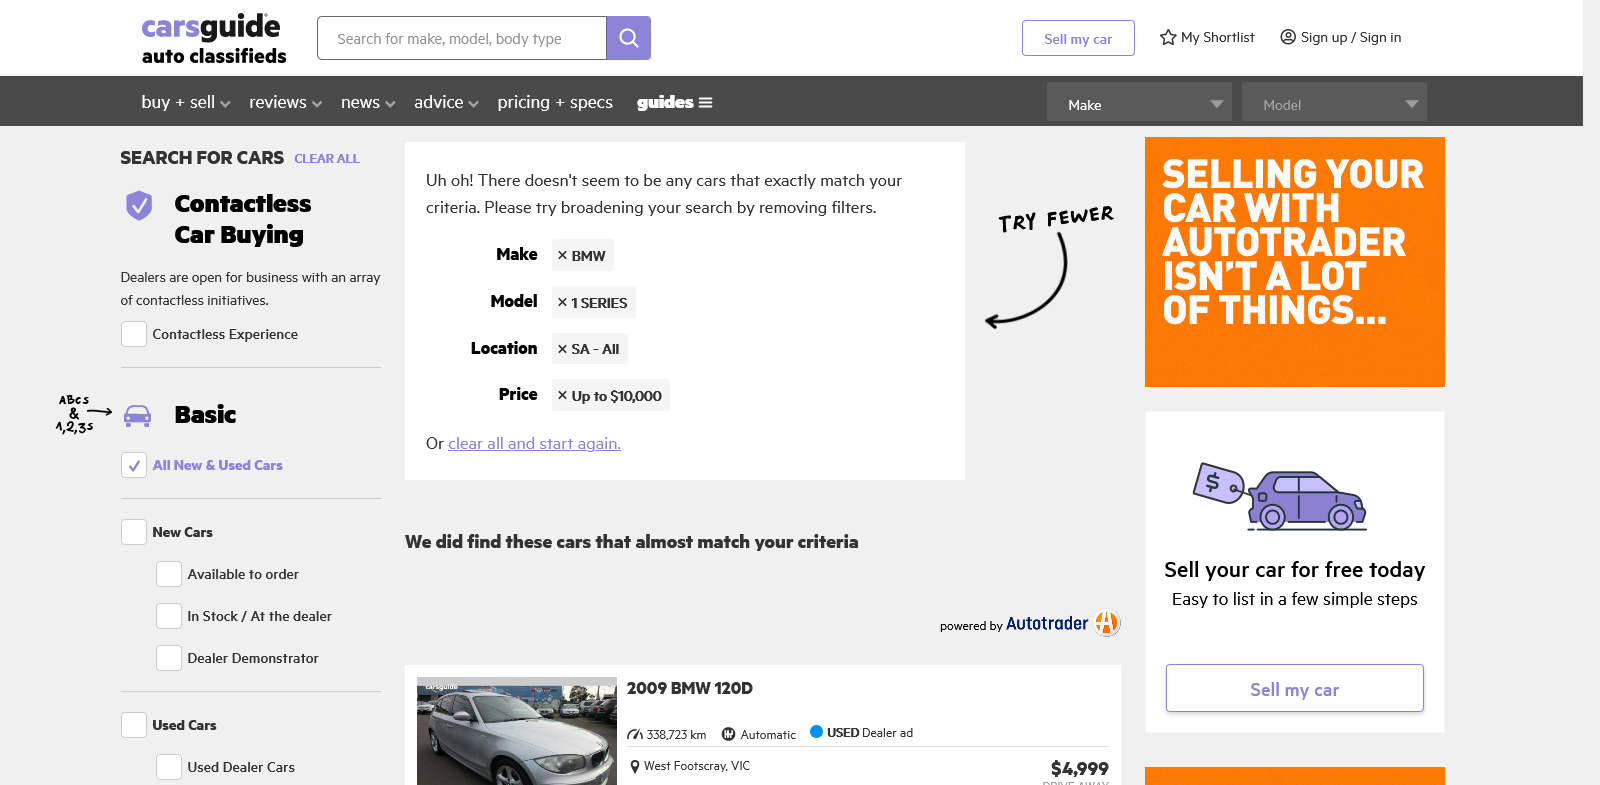 carsguide
auto classifieds
Search for make, model, body type
Sell my car
My Shortlist
Sign up / Sign in
buy + sell
reviews
news
advice
pricing + specs
guides
Make
Model
SEARCH FOR CARS CLEAR ALL
Contactless
Car Buying
Dealers are open for business with an array
of contactless initiatives.
Contactless Experience
ABCs
&
1,2,3s
Basic
All New & Used Cars
New Cars
Available to order
In Stock / At the dealer
Dealer Demonstrator
Used Cars
Used Dealer Cars
Uh oh! There doesn't seem to be any cars that exactly match your
criteria. Please try broadening your search by removing filters.
Make × BMW
Model × 1 SERIES
Location × SA - All
Price × Up to $10,000
Or clear all and start again.
TRY FEWER
We did find these cars that almost match your criteria
powered by Autotrader
carsguide
2009 BMW 120D
338,723 km Automatic USED Dealer ad
West Footscray, VIC
$4,999
DRIVE AWAY
SELLING YOUR
CAR WITH
AUTOTRADER
ISN'T A LOT
OF THINGS...
$
Sell your car for free today
Easy to list in a few simple steps
Sell my car